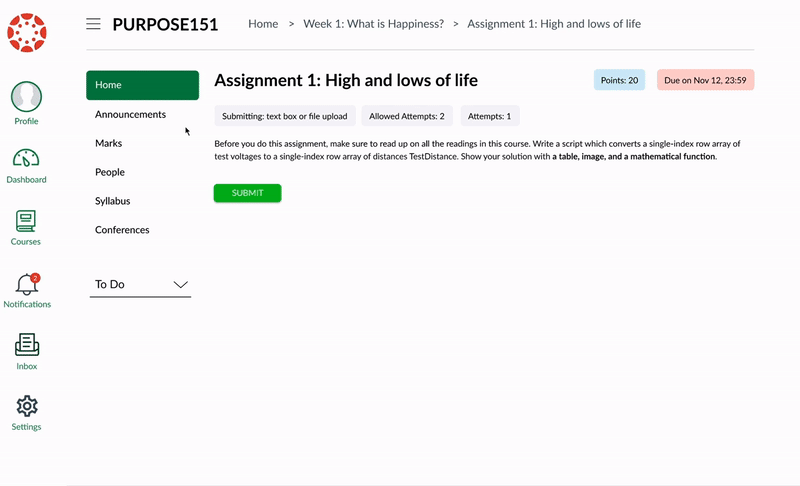 PURPOSE151
Home > Week 1: What is Happiness? > Assignment 1: High and lows of life
Profile
Dashboard
Courses
2
Notifications
Inbox
Settings
Home
Announcements
Marks
People
Syllabus
Conferences
To Do
Assignment 1: High and lows of life
Points: 20
Due on Nov 12, 23:59
Submitting: text box or file upload
Allowed Attempts: 2
Attempts: 1
Before you do this assignment, make sure to read up on all the readings in this course. Write a script which converts a single-index row array of
test voltages to a single-index row array of distances TestDistance. Show your solution with a table, image, and a mathematical function.
SUBMIT